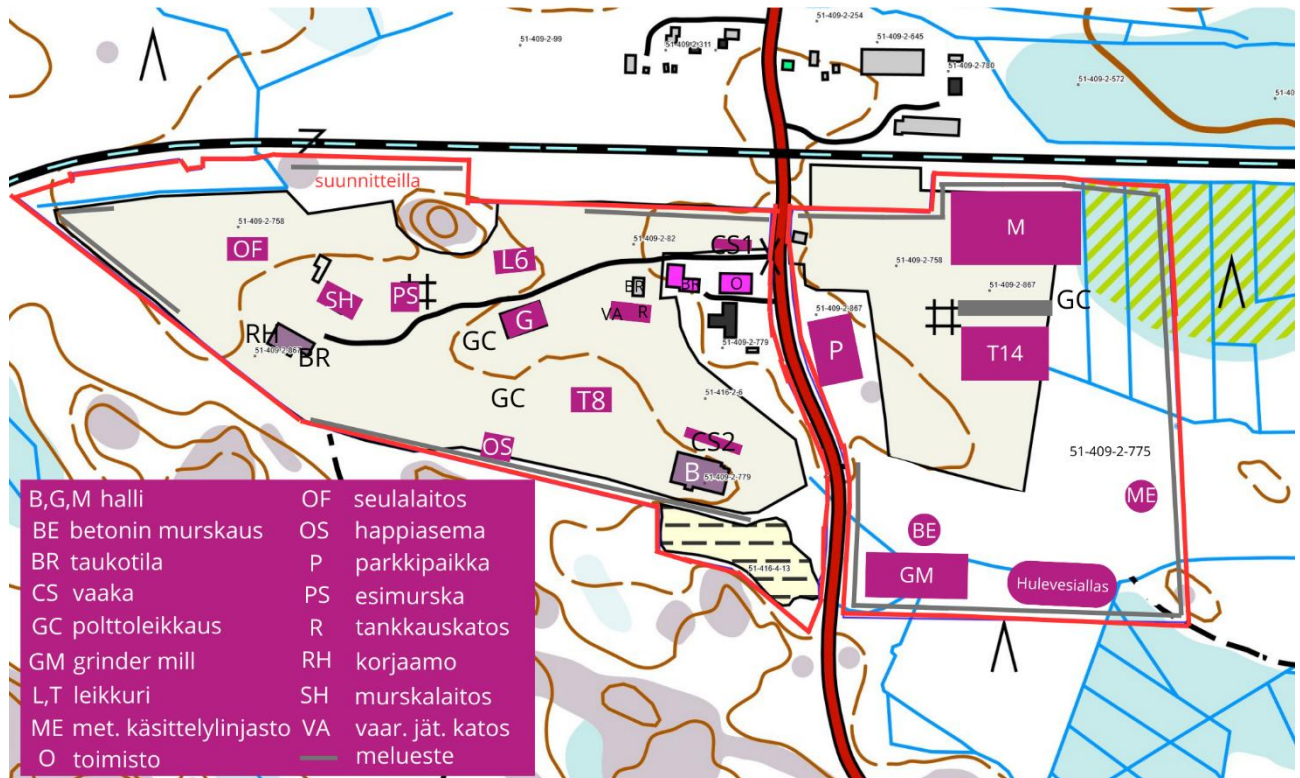 51-409-2-254
51-409-2-99
51-409-2-311
51-409-2-645
51-409-2-780
51-409-2-572
suunnitteilla
51-409-2-758
OF
L6
51-409-2-82
CS1
M
51-409-2-758
SH
PS
BR
BR
O
51-409-2-867
GC
VA
R
G
GC
51-409-2-867
P
T14
RH
BR
51-409-2-867
51-409-2-779
GC
T8
51-416-2-6
OS
CS2
B
51-409-2-779
51-409-2-775
ME
BE
GM
Hulevesiallas
51-416-4-13
B,G,M halli
BE betonin murskaus
BR taukotila
CS vaaka
GC polttoleikkaus
GM grinder mill
L,T leikkuri
ME met. käsittelylinjasto
O toimisto
OF seulalaitos
OS happiasema
P parkkipaikka
PS esimurska
R tankkauskatos
RH korjaamo
SH murskalaitos
VA vaar. jät. katos
melueste